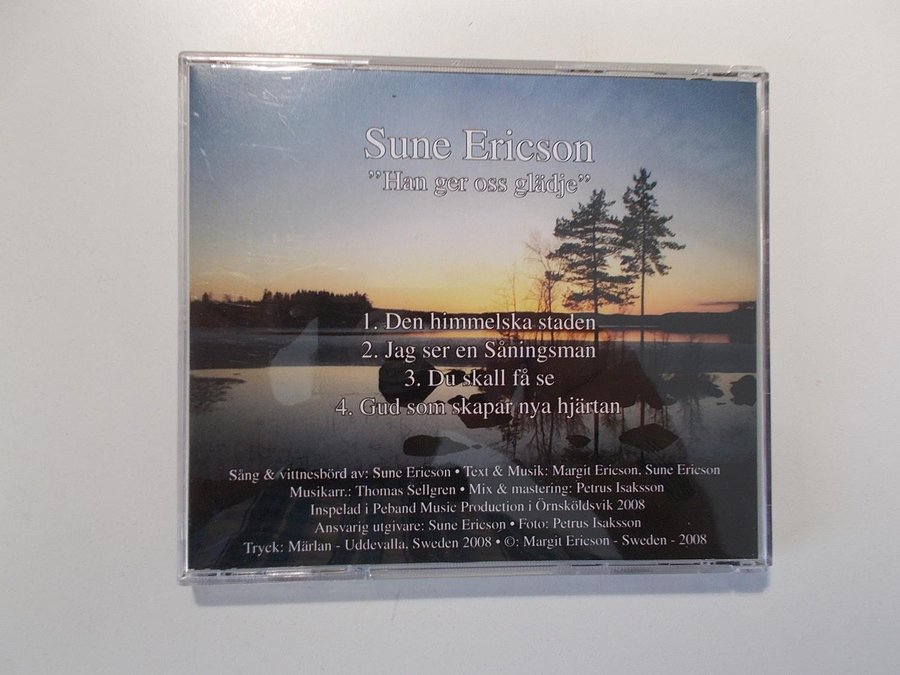 Sune Ericson
”Han ger oss glädje”
1. Den himmelska staden
2. Jag ser en Såningsman
3. Du skall få se
4. Gud som skapar nya hjärtan
Sång & vittnesbörd av: Sune Ericson • Text & Musik: Margit Ericson, Sune Ericson
Musikarr.: Thomas Sellgren • Mix & mastering: Petrus Isaksson
Inspelad i Peband Music Production i Örnsköldsvik 2008
Ansvarig utgivare: Sune Ericson • Foto: Petrus Isaksson
Tryck: Märlan - Uddevalla, Sweden 2008 • ©: Margit Ericson - Sweden - 2008